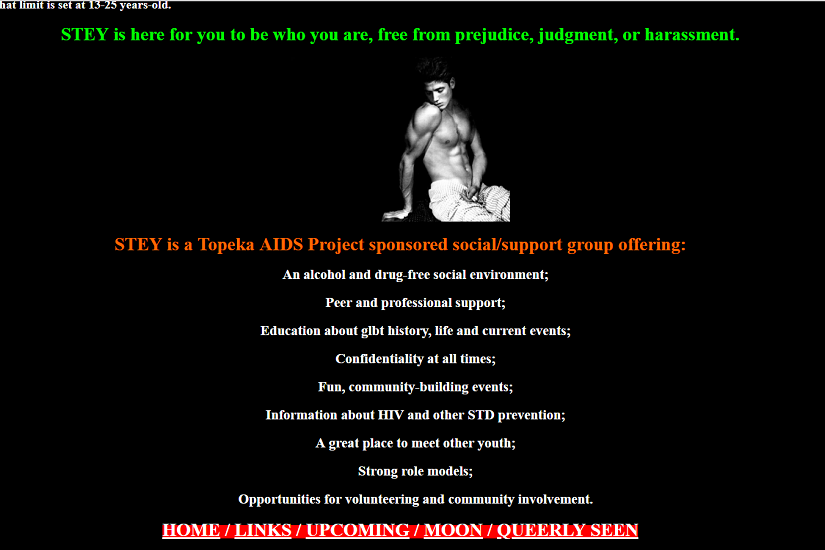 hat limit is set at 13-25 years-old.
STEY is here for you to be who you are, free from prejudice, judgment, or harassment.
STEY is a Topeka AIDS Project sponsored social/support group offering:
An alcohol and drug-free social environment;
Peer and professional support;
Education about glbt history, life and current events;
Confidentiality at all times;
Fun, community-building events;
Information about HIV and other STD prevention;
A great place to meet other youth;
Strong role models;
Opportunities for volunteering and community involvement.
HOME / LINKS / UPCOMING / MOON / QUEERLY SEEN